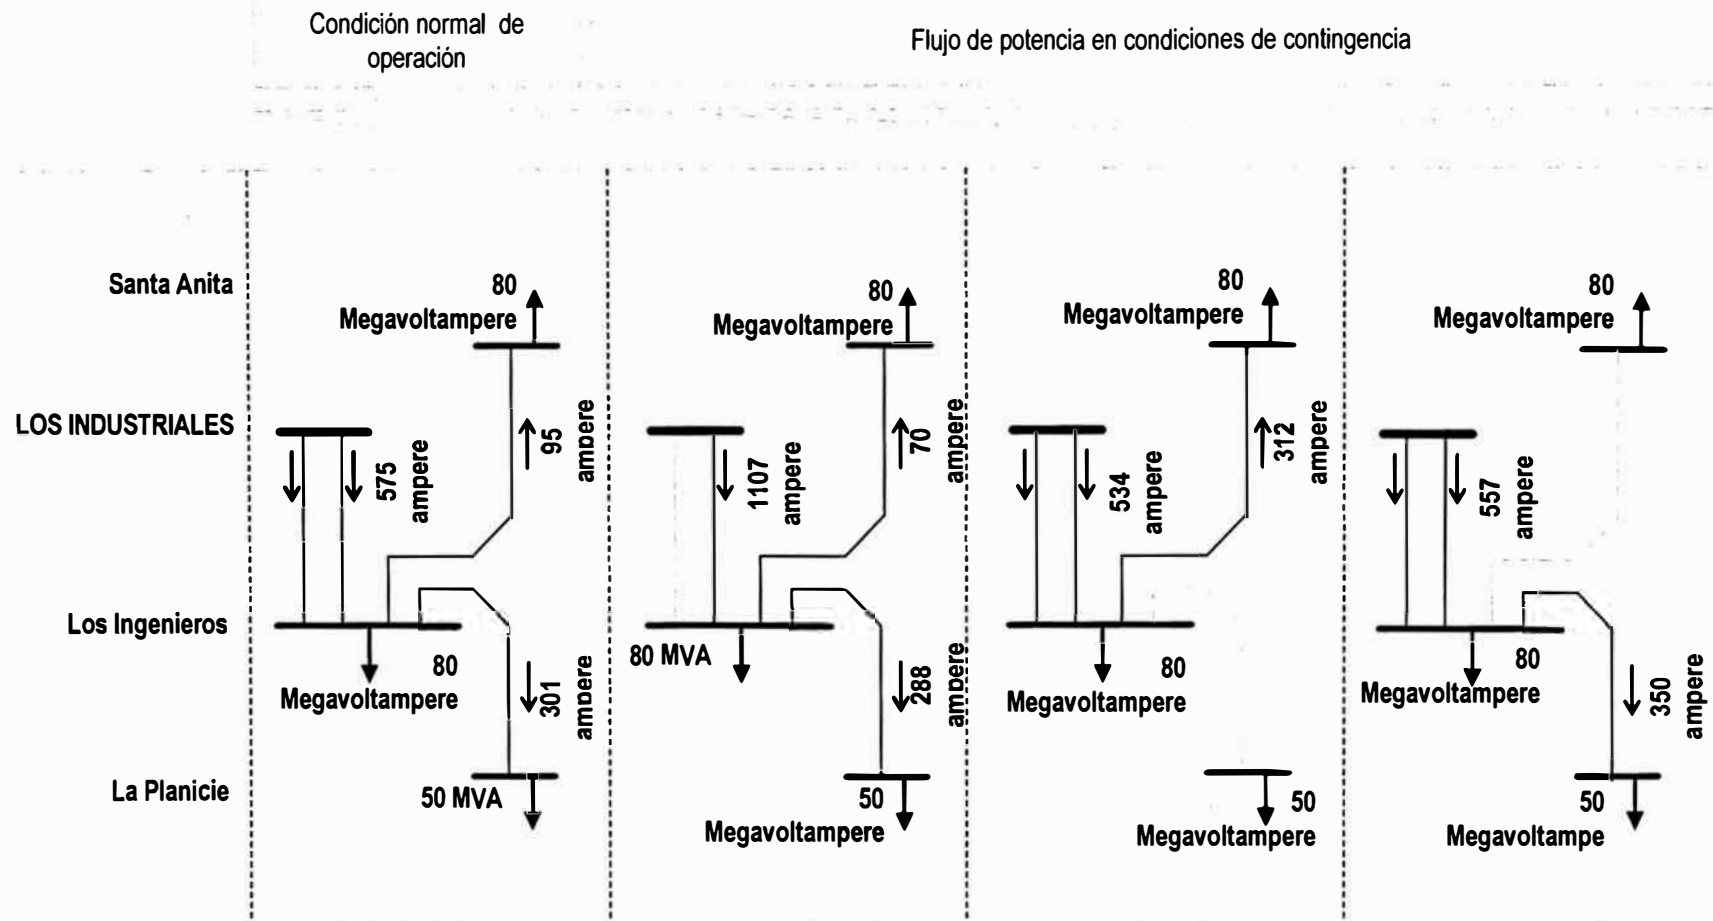 Condición normal de
operación
Flujo de potencia en condiciones de contingencia
Santa Anita
LOS INDUSTRIALES
Los Ingenieros
La Planicie
80
Megavoltampere
575
ampere
95
ampere
80
Megavoltampere
301
ampere
50 MVA
80
Megavoltampere
1107
ampere
70
ampere
80 MVA
288
ampere
50
Megavoltampere
80
Megavoltampere
534
ampere
312
ampere
80
Megavoltampere
50
Megavoltampere
80
Megavoltampere
557
ampere
80
Megavoltampere
350
ampere
50
Megavoltampe